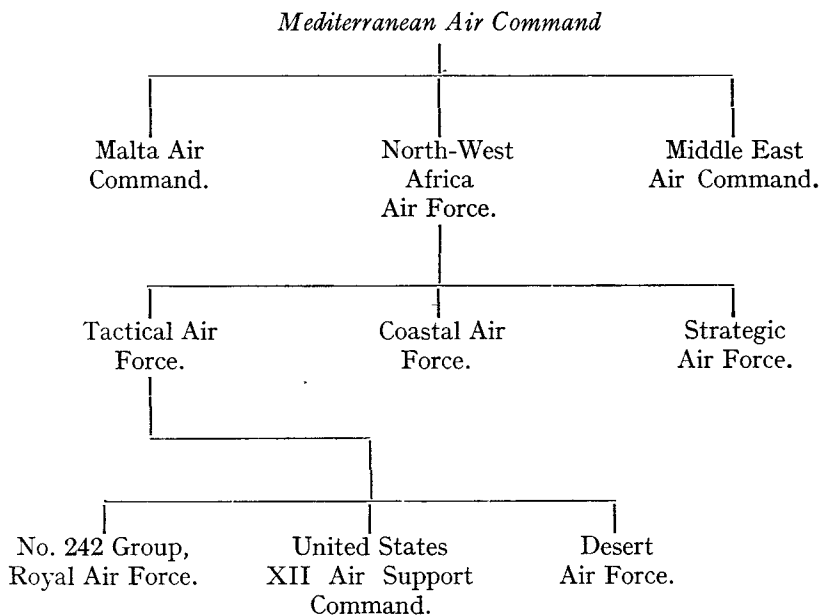 Mediterranean Air Command
Malta Air
Command.
North-West
Africa
Air Force.
Middle East
Air Command.
Tactical Air
Force.
Coastal Air
Force.
Strategic
Air Force.
No. 242 Group,
Royal Air Force.
United States
XII Air Support
Command.
Desert
Air Force.